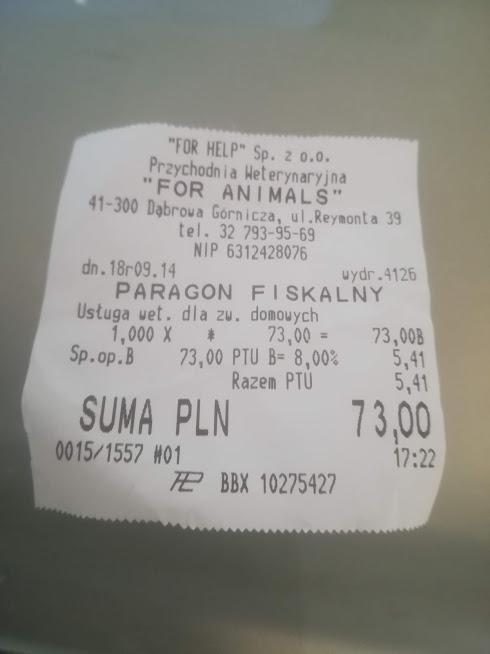 "FOR HELP" Sp. z o.o.
Przychodnia Weterynaryjna
"FOR ANIMALS"
41-300 Dąbrowa Górnicza, ul.Reymonta 39
tel. 32 793-95-69
NIP 6312428076
dn.18r09.14 wydr.4126
PARAGON FISKALNY
Usługa wet. dla zw. domowych
1,000 X * 73,00 = 73,00B
Sp.op.B 73,00 PTU B= 8,00% 5,41
Razem PTU 5,41
SUMA PLN 73,00
0015/1557 #01 17:22
BBX 10275427